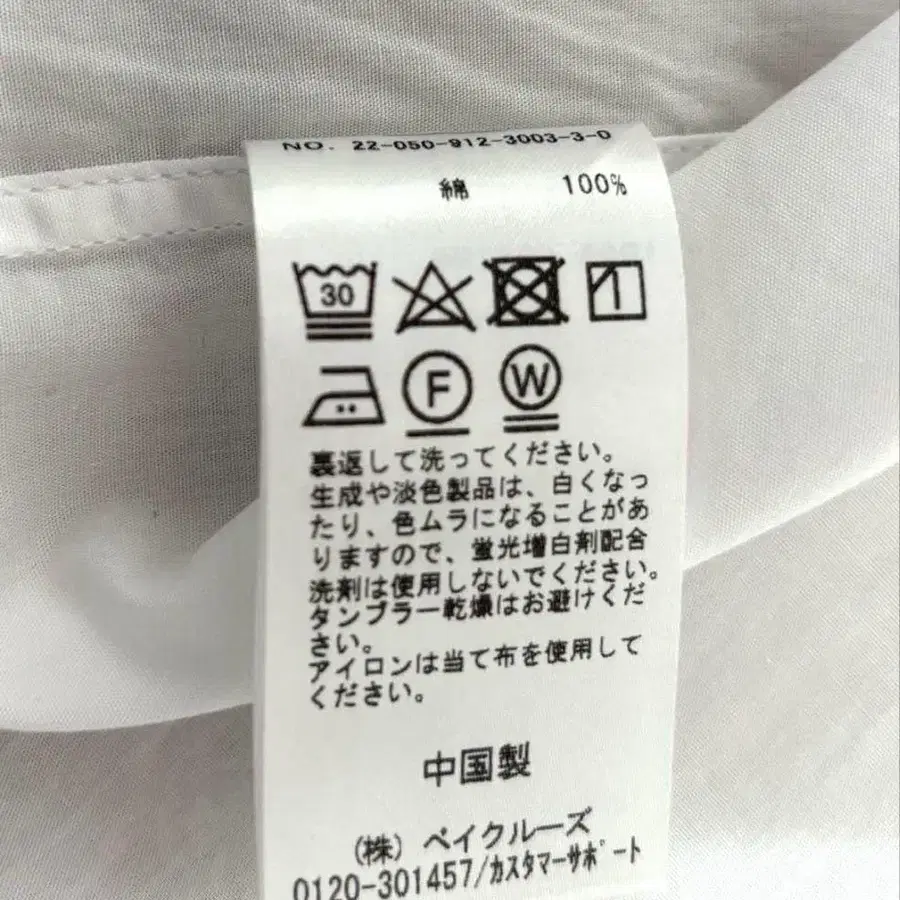 NO. 22-050-912-3003-3-0
綿 100%
30
F W
裏返して洗ってください。
生成や淡色製品は、白くなっ
たり、色ムラになることがあ
りますので、蛍光増白剤配合
洗剤は使用しないでください。
タンブラー乾燥はお避けくだ
さい。
アイロンは当て布を使用して
ください。
中国製
(株) ベイクルーズ
0120-301457/カスタマーサポート